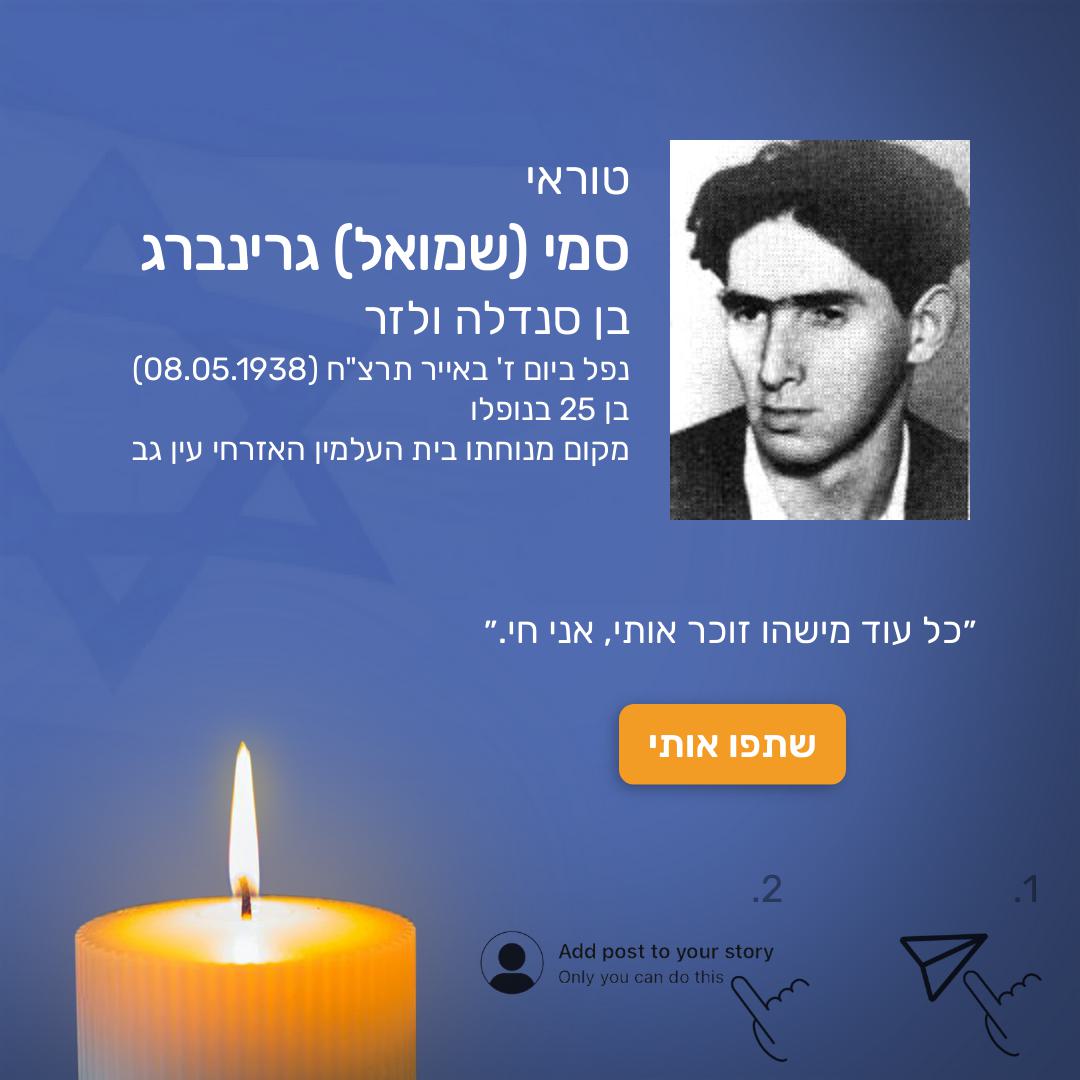 טוראי
סמי (שמואל) גרינברג
בן סנדלה ולזר
נפל ביום ז' באייר תרצ"ח (08.05.1938)
בן 25 בנופלו
מקום מנוחתו בית העלמין האזרחי עין גב
״כל עוד מישהו זוכר אותי, אני חי.״
שתפו אותי
1.
2.
Add post to your story
Only you can do this